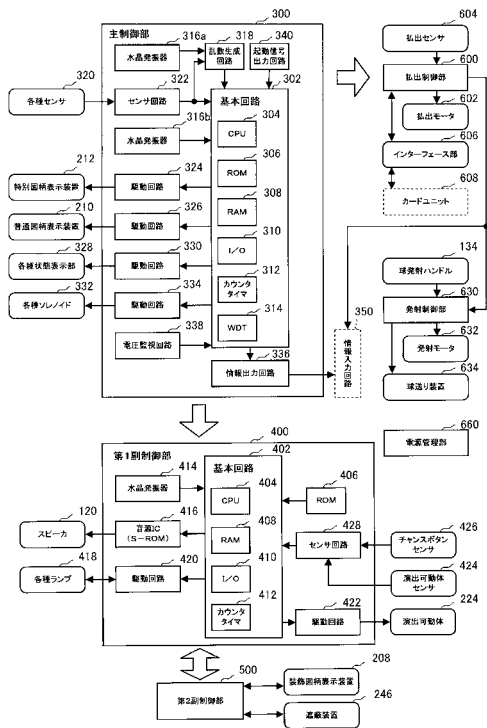 300
主制御部
316a
水晶発振器
318
乱数生成
回路
340
起動信号
出力回路
320
各種センサ
322
センサ回路
302
基本回路
316b
水晶発振器
304
CPU
306
ROM
308
RAM
310
I/O
312
カウンタ
タイマ
314
WDT
212
特別図柄表示装置
324
駆動回路
210
普通図柄表示装置
326
駆動回路
328
各種状態表示部
330
駆動回路
332
各種ソレノイド
334
駆動回路
338
電圧監視回路
336
情報出力回路
350
情報入力回路
604
払出センサ
600
払出制御部
602
払出モータ
606
インターフェース部
608
カードユニット
134
球発射ハンドル
630
発射制御部
632
発射モータ
634
球送り装置
660
電源管理部
400
第1副制御部
402
基本回路
414
水晶発振器
404
CPU
406
ROM
120
スピーカ
416
音源IC
(S-ROM)
408
RAM
428
センサ回路
426
チャンスボタン
センサ
418
各種ランプ
420
駆動回路
410
I/O
424
演出可動体
センサ
412
カウンタ
タイマ
422
駆動回路
224
演出可動体
500
第2副制御部
208
装飾図柄表示装置
246
遮蔽装置